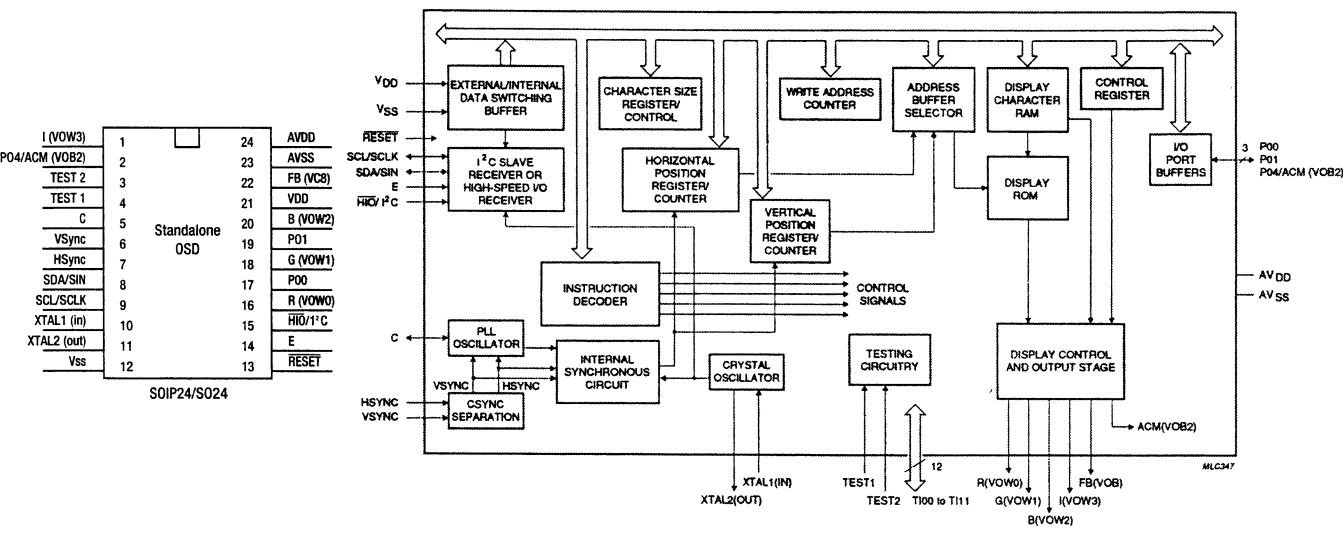 I (VOW3) 1 24 AVDD
P04/ACM (VOB2) 2 23 AVSS
TEST 2 3 22 FB (VC8)
TEST 1 4 21 VDD
C 5 20 B (VOW2)
VSync 6 19 P01
HSync 7 18 G (VOW1)
SDA/SIN 8 17 P00
SCL/SCLK 9 16 R (VOW0)
XTAL1 (in) 10 15 HIO/1²C
XTAL2 (out) 11 14 E
Vss 12 13 RESET
Standalone
OSD
SOIP24/SO24
VDD
VSS
RESET
SCL/SCLK
SDA/SIN
E
HIO/I²C
C
HSYNC
VSYNC
EXTERNAL/INTERNAL
DATA SWITCHING
BUFFER
I²C SLAVE
RECEIVER OR
HIGH-SPEED I/O
RECEIVER
CHARACTER SIZE
REGISTER/
CONTROL
HORIZONTAL
POSITION
REGISTER/
COUNTER
VERTICAL
POSITION
REGISTER/
COUNTER
WRITE ADDRESS
COUNTER
ADDRESS
BUFFER
SELECTOR
DISPLAY
CHARACTER
RAM
CONTROL
REGISTER
DISPLAY
ROM
I/O
PORT
BUFFERS
3
P00
P01
P04/ACM (VOB2)
INSTRUCTION
DECODER
CONTROL
SIGNALS
AVDD
AVSS
PLL
OSCILLATOR
VSYNC
HSYNC
CSYNC
SEPARATION
INTERNAL
SYNCHRONOUS
CIRCUIT
CRYSTAL
OSCILLATOR
TESTING
CIRCUITRY
DISPLAY CONTROL
AND OUTPUT STAGE
ACM(VOB2)
MLC347
XTAL1(IN)
XTAL2(OUT)
TEST1
TEST2
12
TI00 to TI11
R(VOW0)
G(VOW1)
B(VOW2)
I(VOW3)
FB(VOB)